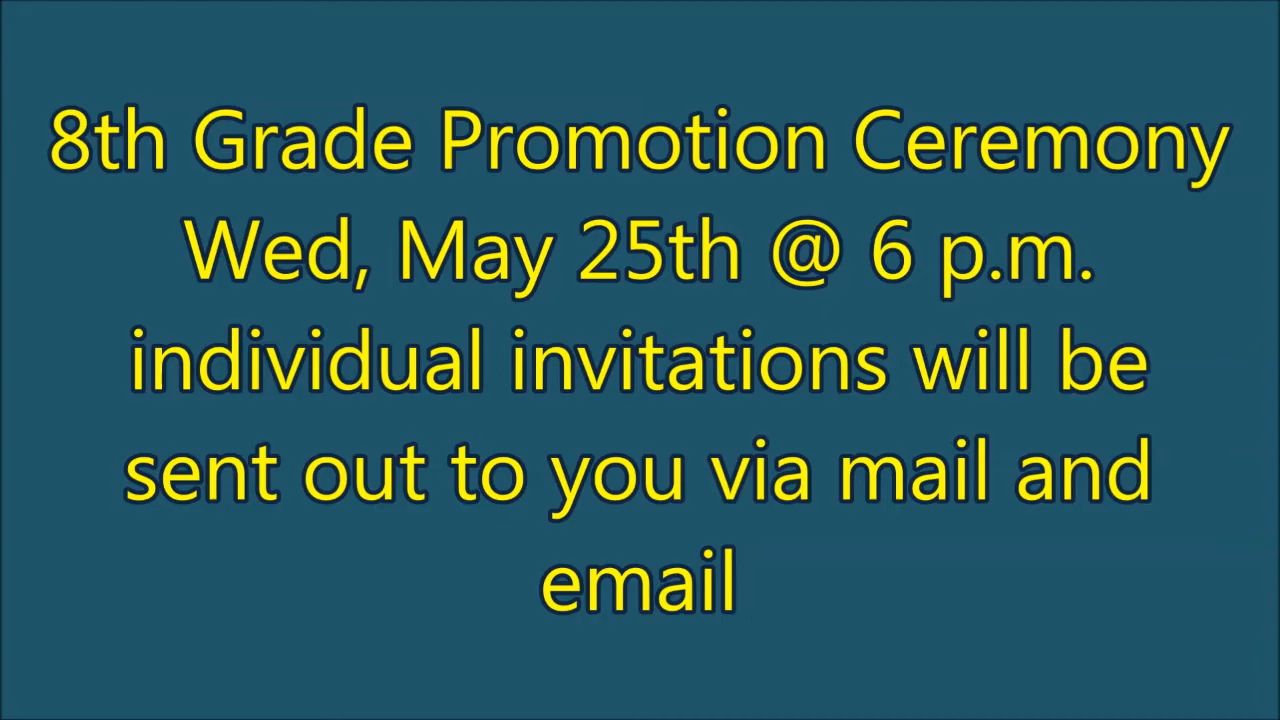 8th Grade Promotion Ceremony
Wed, May 25th @ 6 p.m.
individual invitations will be
sent out to you via mail and
email